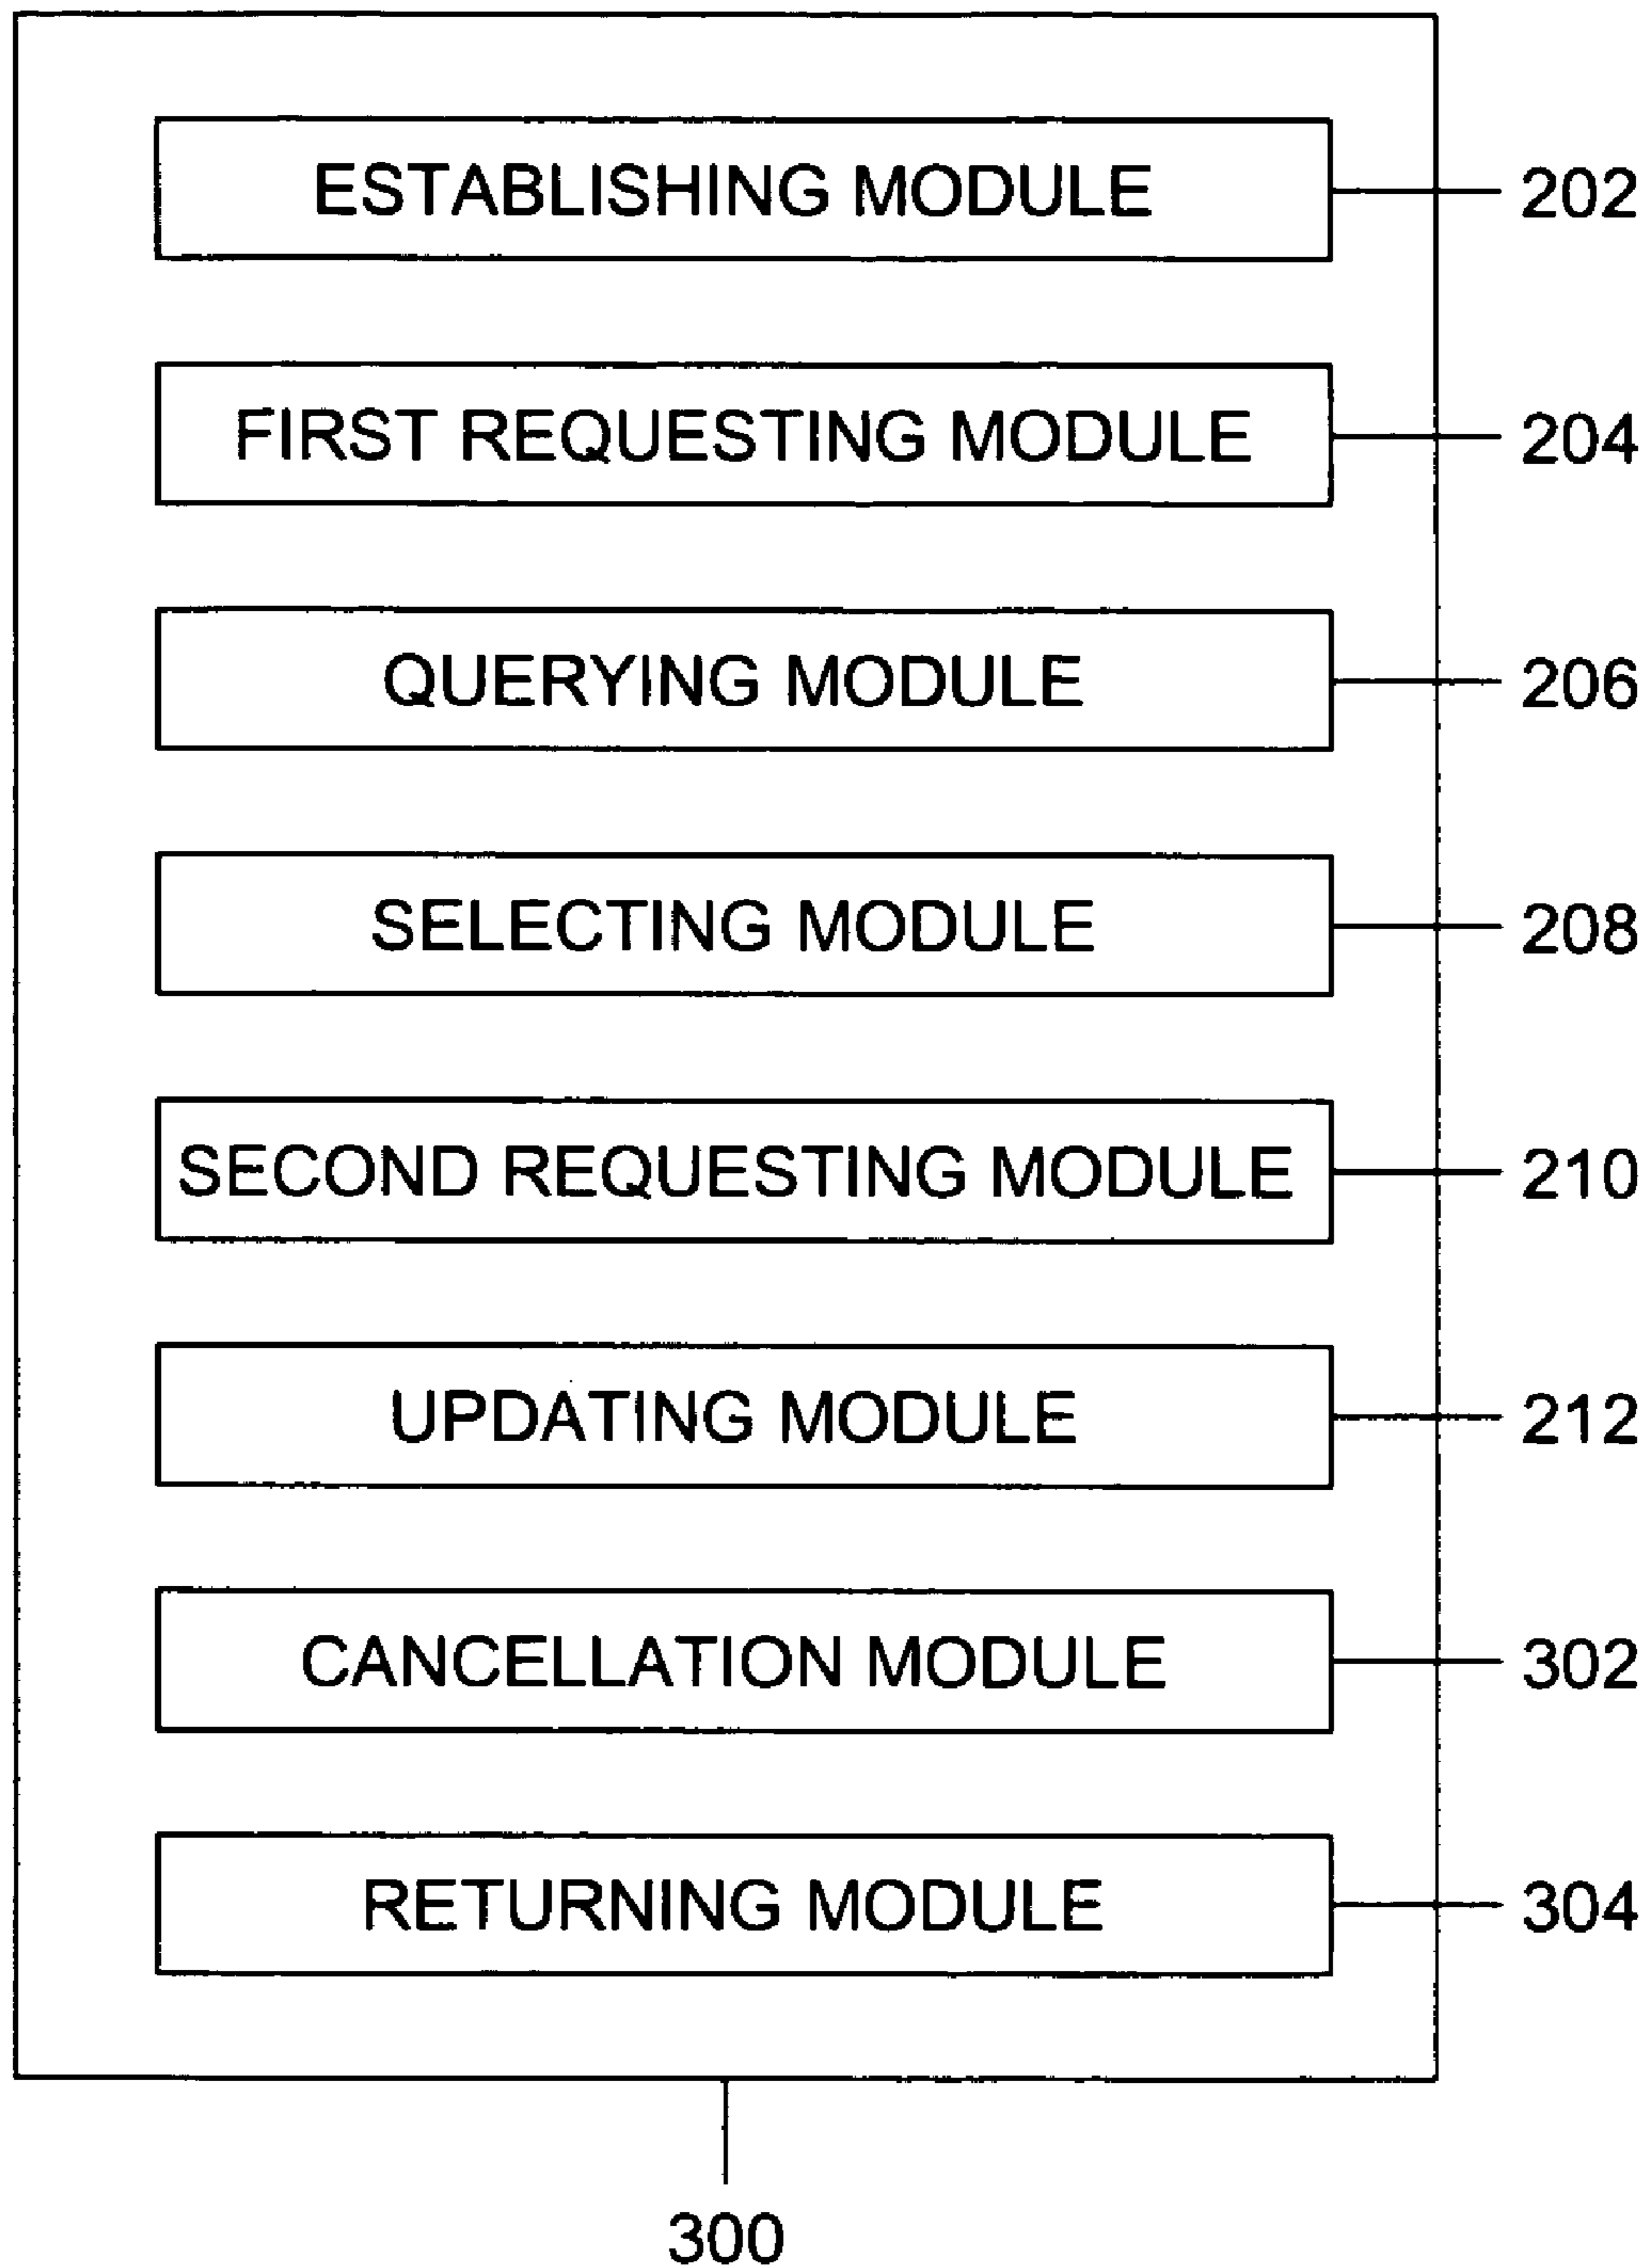 ESTABLISHING MODULE 202
FIRST REQUESTING MODULE 204
QUERYING MODULE 206
SELECTING MODULE 208
SECOND REQUESTING MODULE 210
UPDATING MODULE 212
CANCELLATION MODULE 302
RETURNING MODULE 304
300